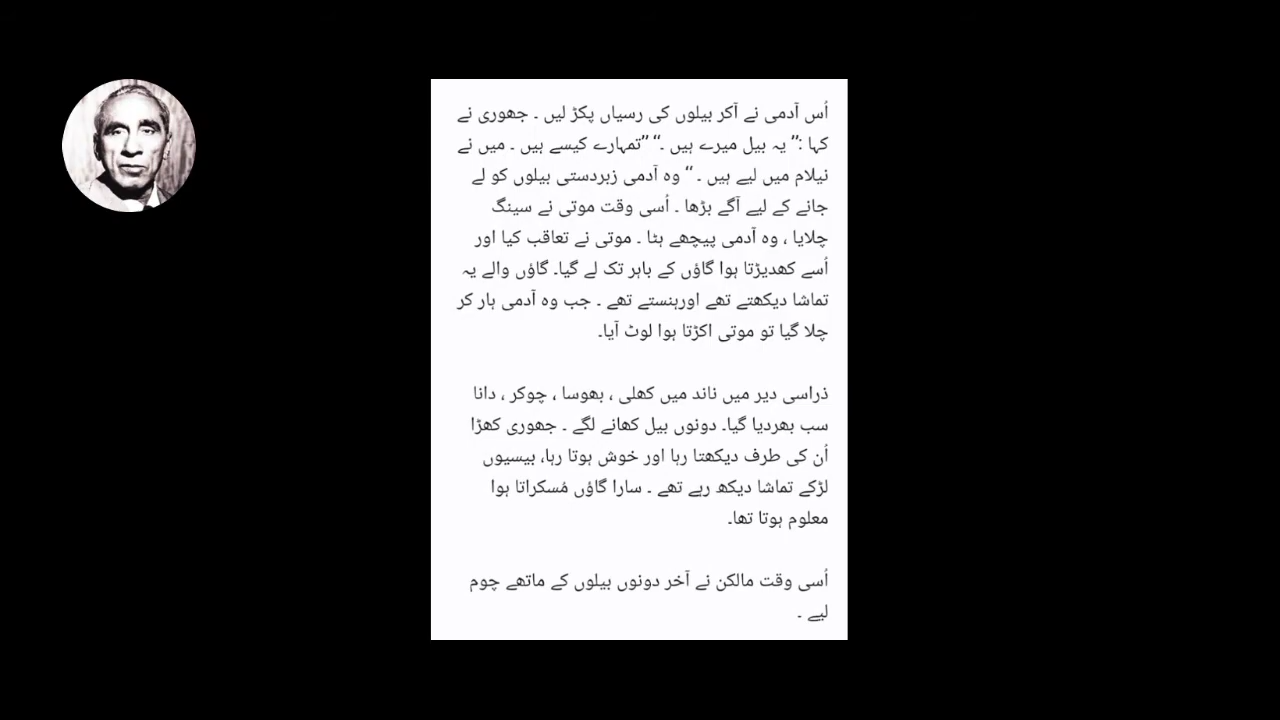 اُس آدمی نے آکر بیلوں کی رسیاں پکڑ لیں ۔ جھوری نے
کہا :’’ یہ بیل میرے ہیں ۔‘‘ ’’تمہارے کیسے ہیں ۔ میں نے
نیلام میں لیے ہیں ۔ ‘‘ وہ آدمی زبردستی بیلوں کو لے
جانے کے لیے آگے بڑھا ۔ اُسی وقت موتی نے سینگ
چلایا ، وہ آدمی پیچھے ہٹا ۔ موتی نے تعاقب کیا اور
اُسے کھدیڑتا ہوا گاؤں کے باہر تک لے گیا۔ گاؤں والے یہ
تماشا دیکھتے تھے اورہنستے تھے ۔ جب وہ آدمی ہار کر
چلا گیا تو موتی اکڑتا ہوا لوٹ آیا۔
ذراسی دیر میں ناند میں کھلی ، بھوسا ، چوکر ، دانا
سب بھردیا گیا۔ دونوں بیل کھانے لگے ۔ جھوری کھڑا
اُن کی طرف دیکھتا رہا اور خوش ہوتا رہا، بیسیوں
لڑکے تماشا دیکھ رہے تھے ۔ سارا گاؤں مُسکراتا ہوا
معلوم ہوتا تھا۔
اُسی وقت مالکن نے آخر دونوں بیلوں کے ماتھے چوم
لیے ۔